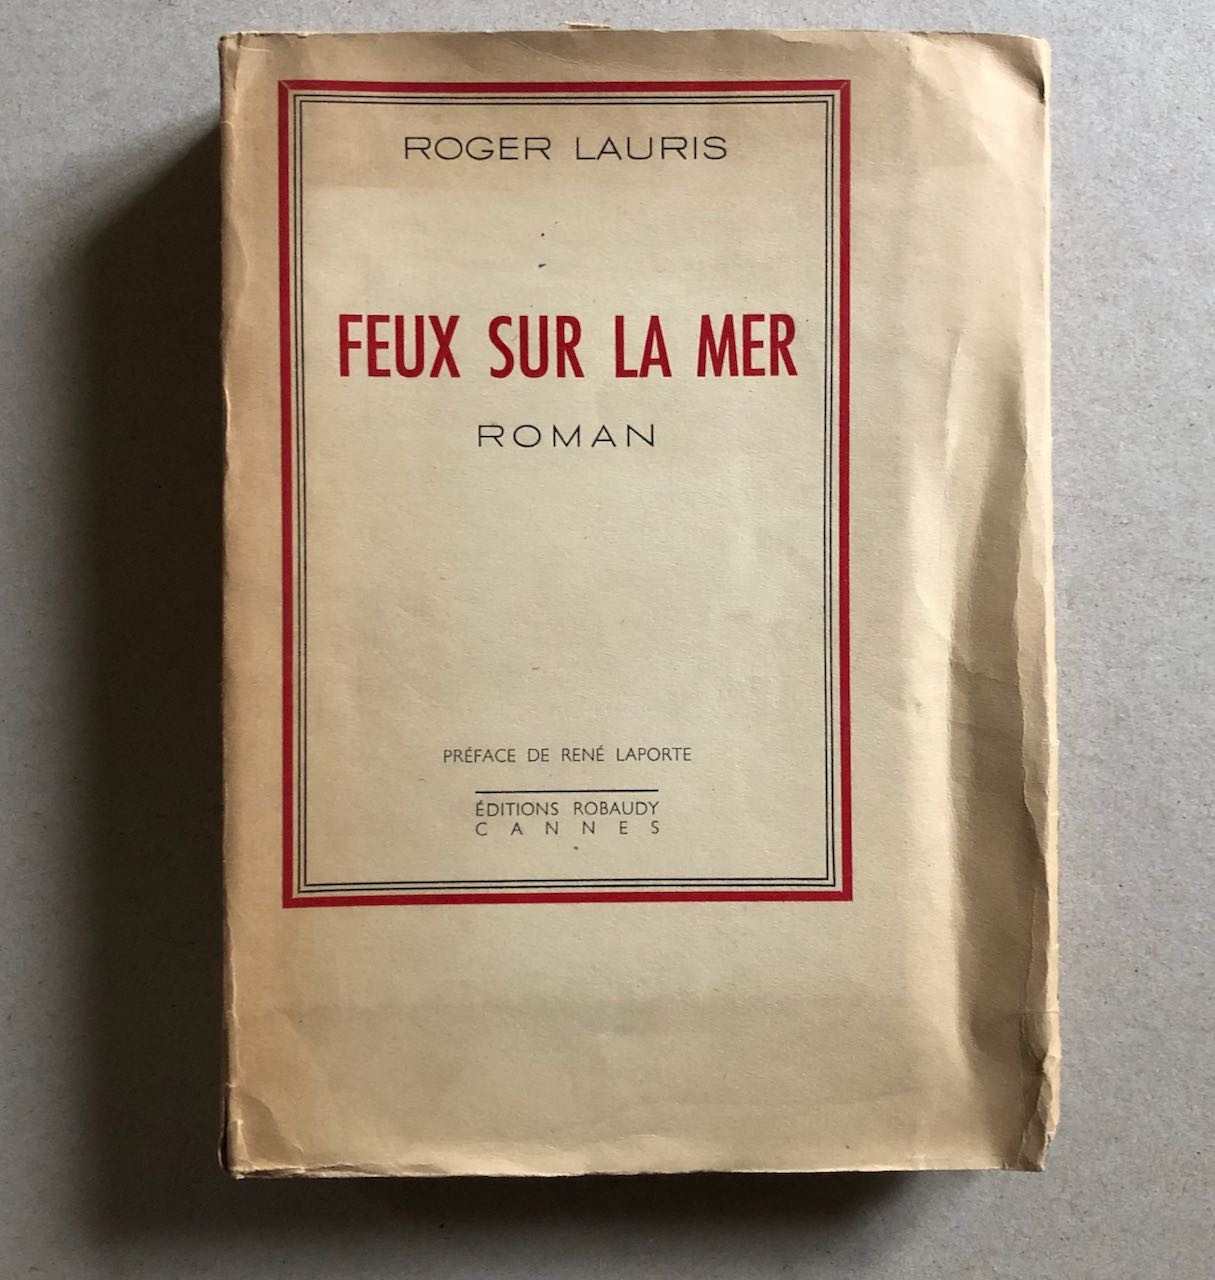 ROGER LAURIS
FEUX SUR LA MER
ROMAN
PRÉFACE DE RENÉ LAPORTE
ÉDITIONS ROBAUDY
CANNES